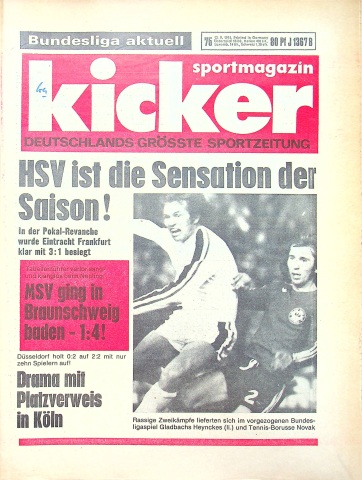 Bundesliga aktuell
76
80 Pf J 1367 B
sportmagazin
kicker
DEUTSCHLANDS GRÖSSTE SPORTZEITUNG
HSV ist die Sensation der
Saison!
In der Pokal-Revanche
wurde Eintracht Frankfurt
klar mit 3:1 besiegt
MSV ging in
Braunschweig
baden - 1:4!
Düsseldorf holt 0:2 auf 2:2 mit nur
zehn Spielern auf!
Drama mit
Platzverweis
in Köln
Rassige Zweikämpfe lieferten sich im vorgezogenen Bundes-
ligaspiel Gladbachs Heynckes (ll.) und Tennis-Borusse Novak